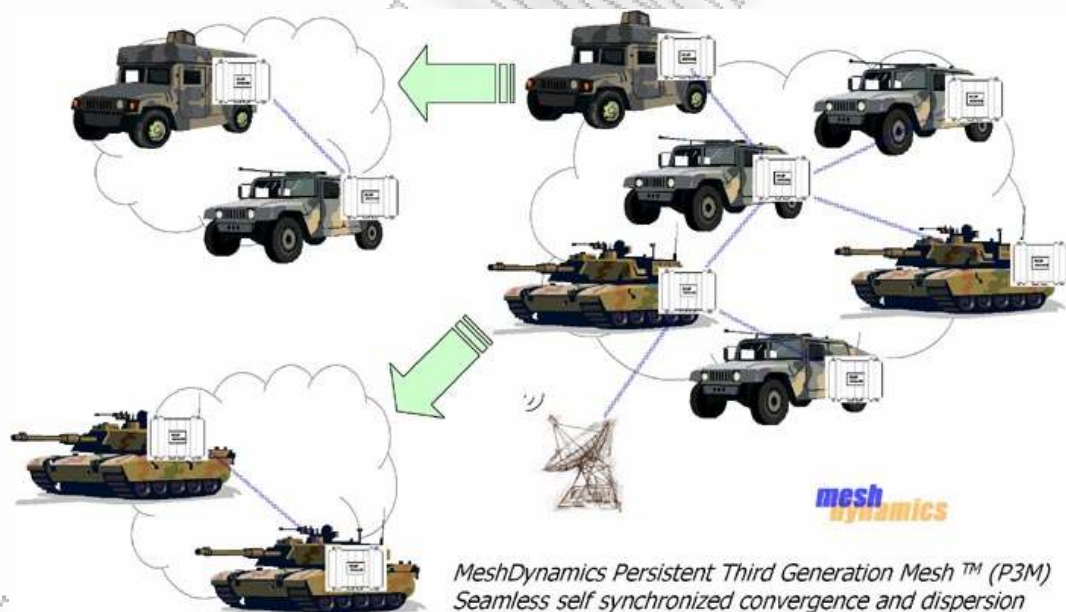 mesh
dynamics
MeshDynamics Persistent Third Generation Mesh ™ (P3M)
Seamless self synchronized convergence and dispersion